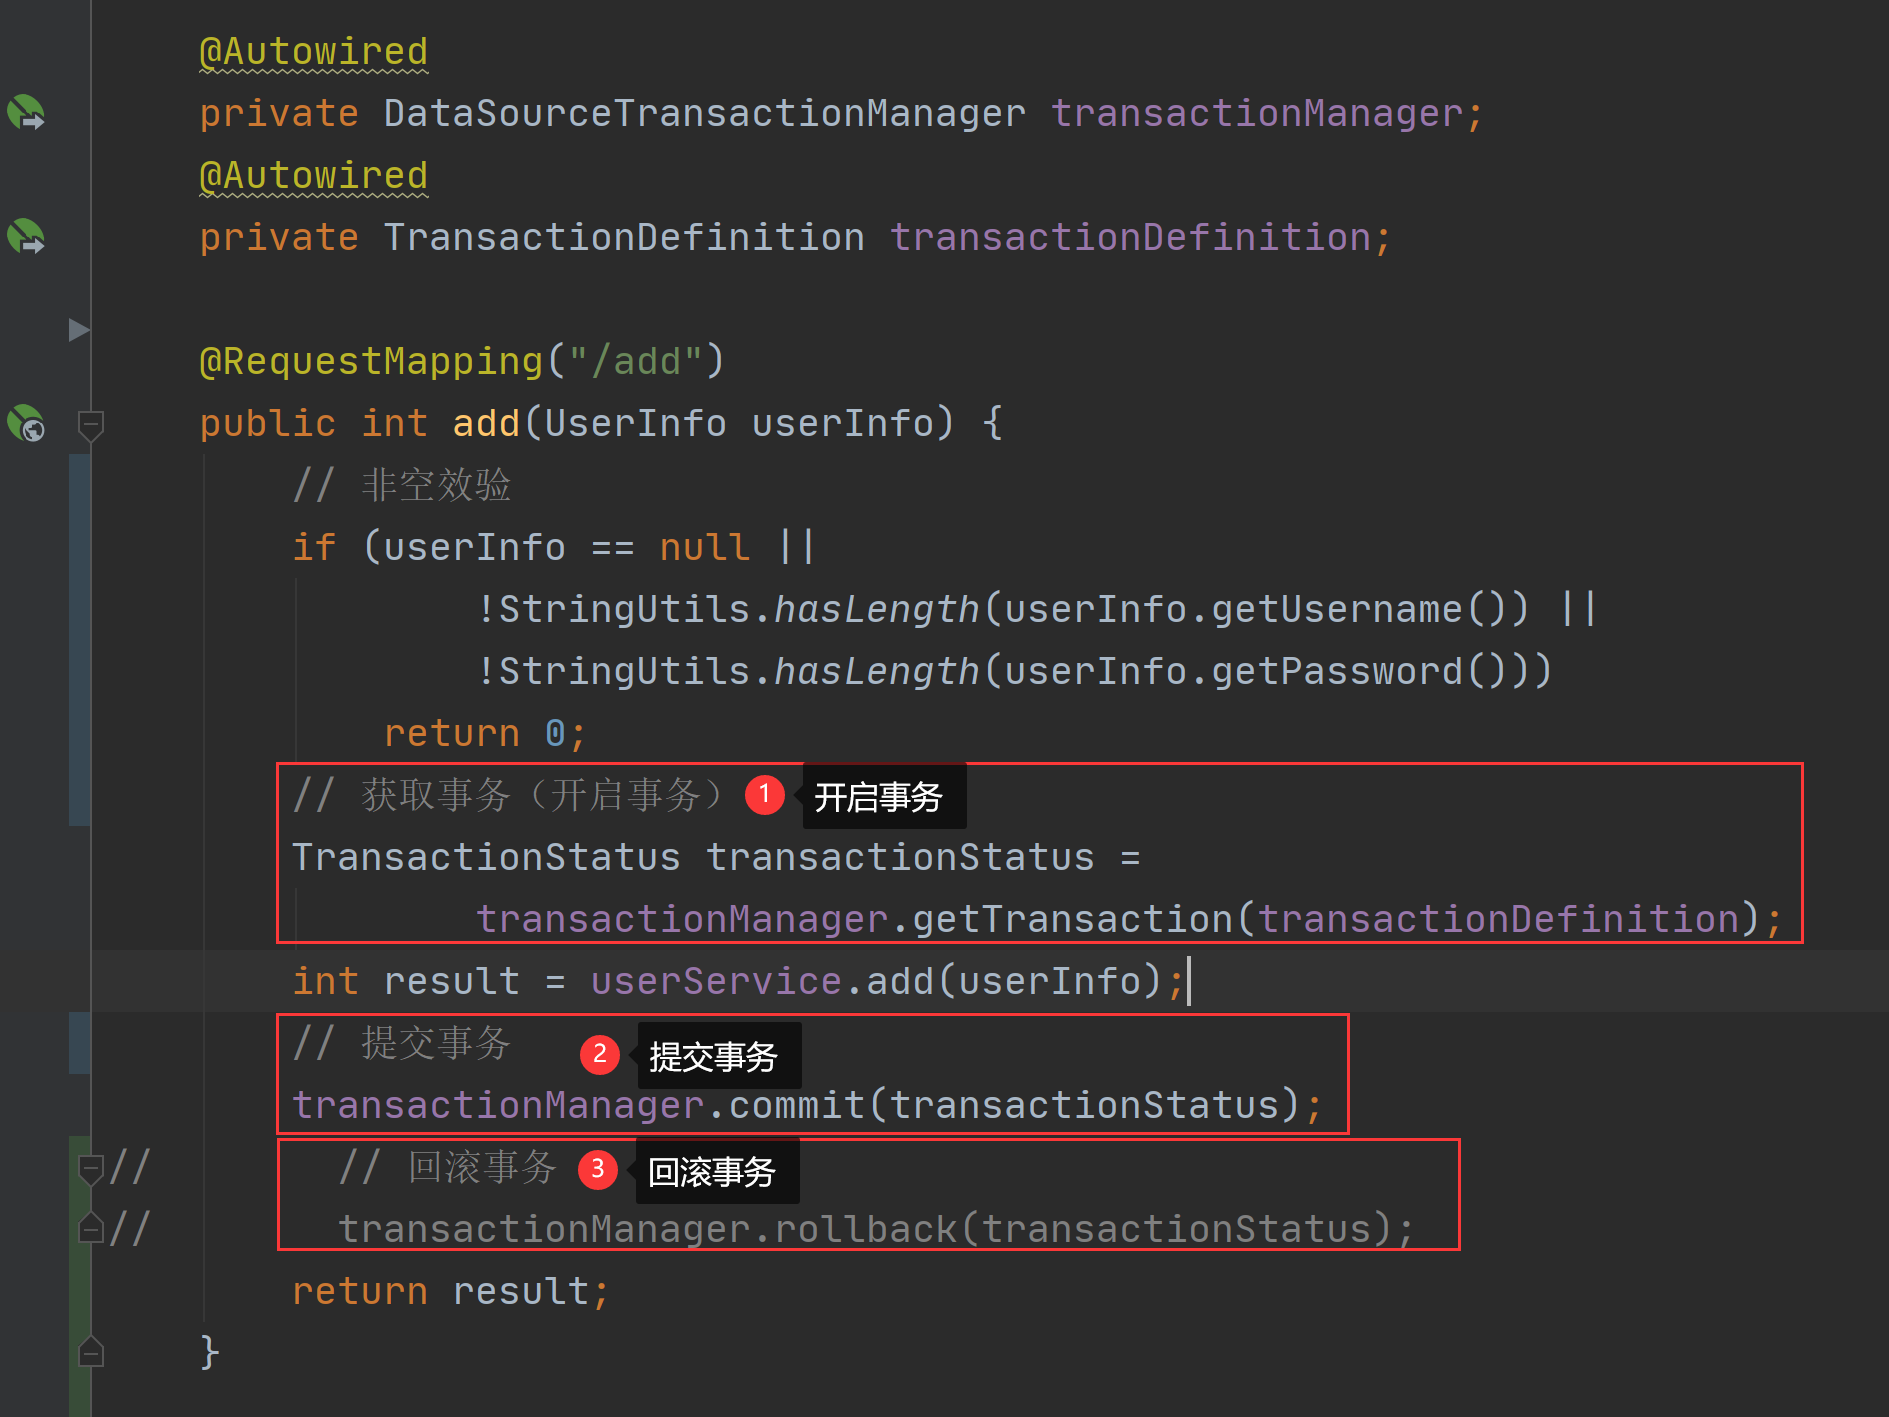 @Autowired
private DataSourceTransactionManager transactionManager;
@Autowired
private TransactionDefinition transactionDefinition;
@RequestMapping("/add")
public int add(UserInfo userInfo) {
// 非空效验
if (userInfo == null ||
!StringUtils.hasLength(userInfo.getUsername()) ||
!StringUtils.hasLength(userInfo.getPassword()))
return 0;
// 获取事务（开启事务） 1 开启事务
TransactionStatus transactionStatus =
transactionManager.getTransaction(transactionDefinition);
int result = userService.add(userInfo);
// 提交事务 2 提交事务
transactionManager.commit(transactionStatus);
// // 回滚事务 3 回滚事务
// transactionManager.rollback(transactionStatus);
return result;
}